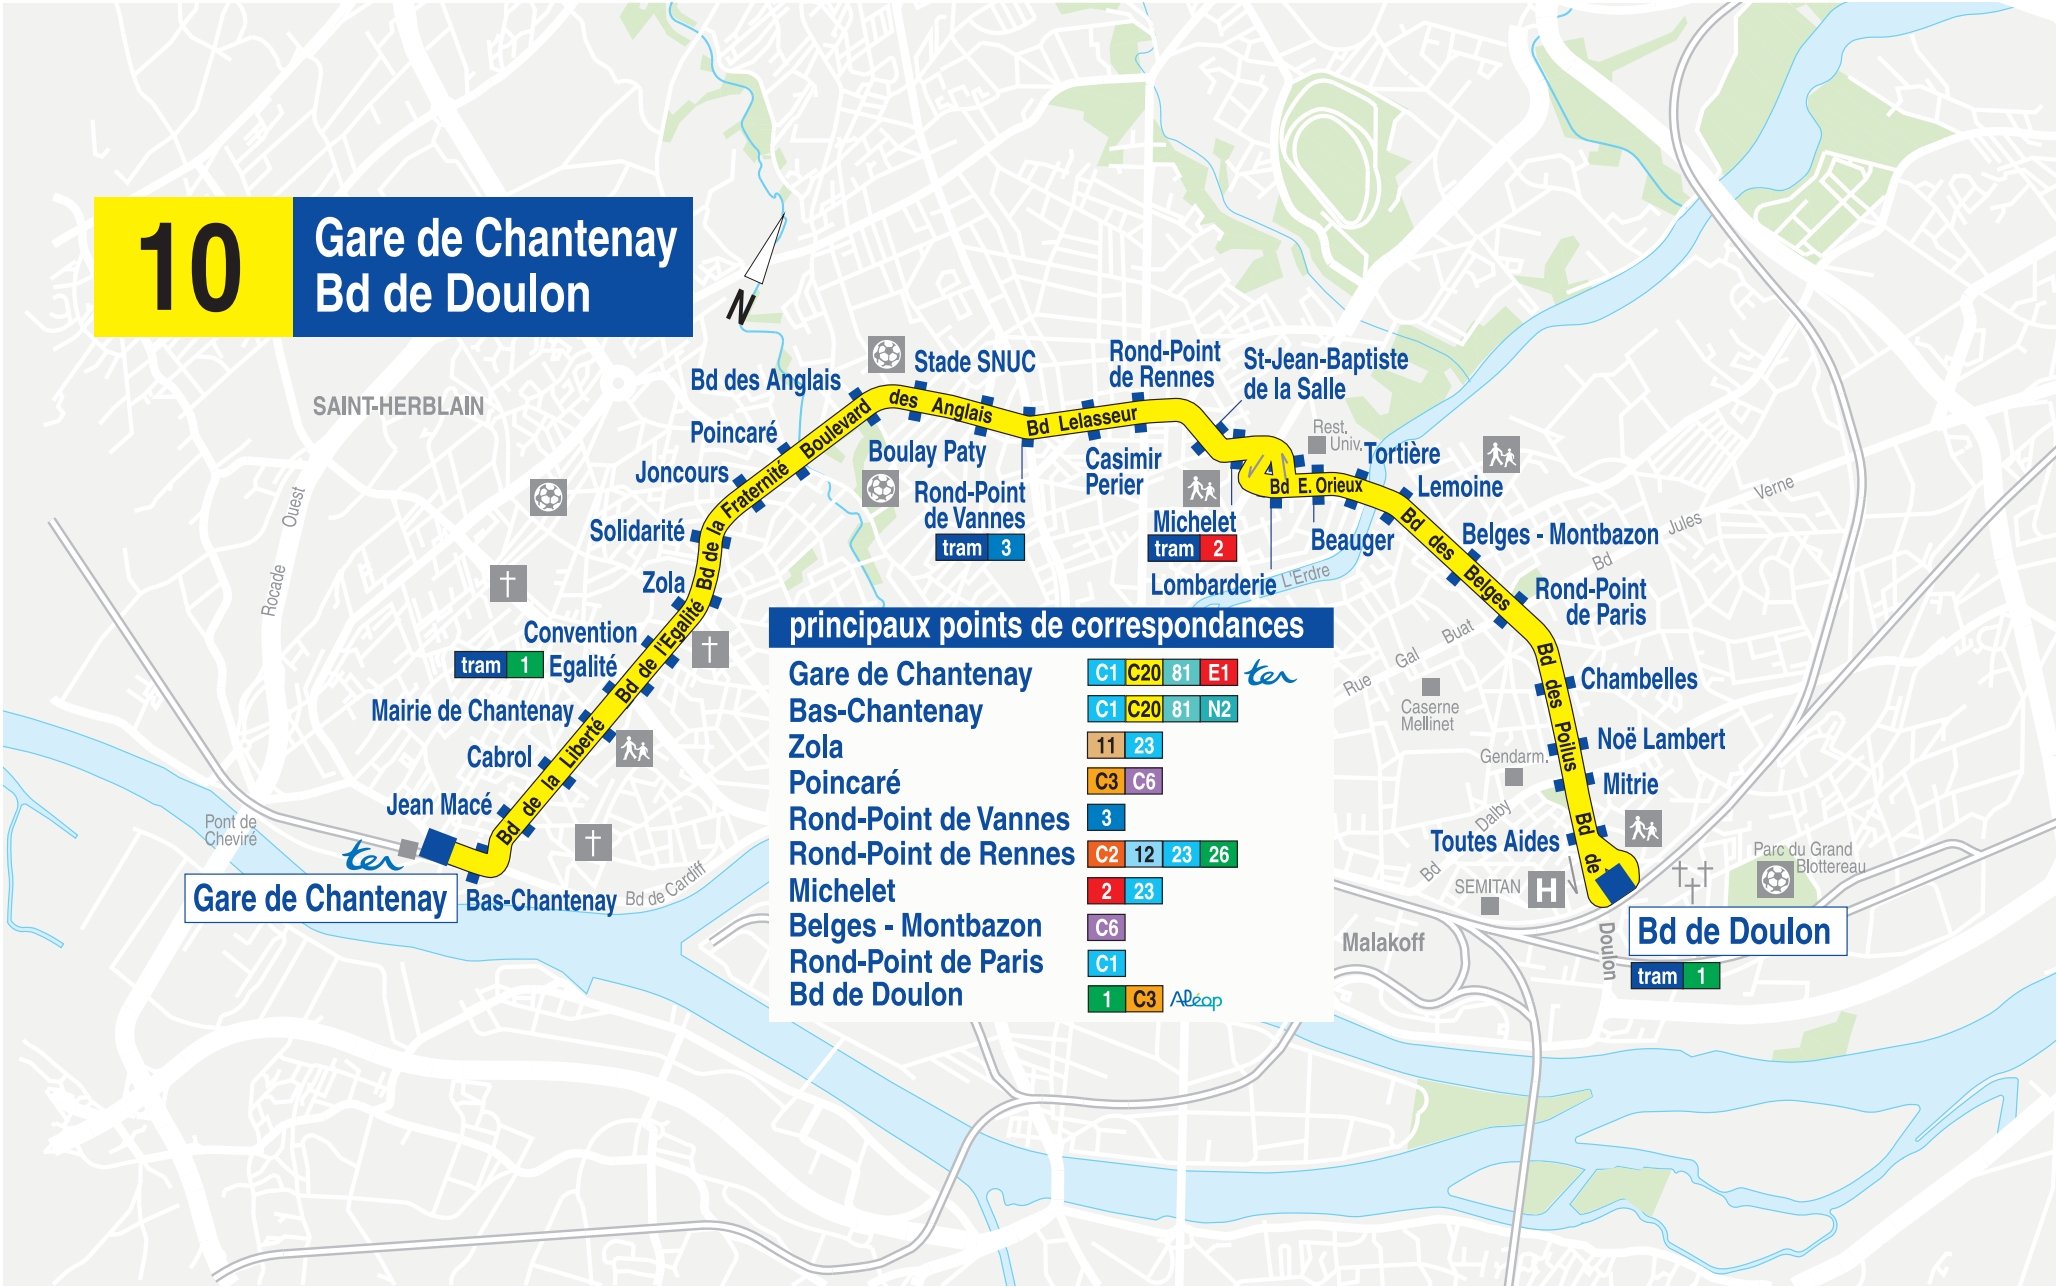 10
Gare de Chantenay
Bd de Doulon
N
SAINT-HERBLAIN
Rocade Ouest
Pont de
Cheviré
ter
Gare de Chantenay
Bas-Chantenay
Bd de Cardiff
Jean Macé
Cabrol
Mairie de Chantenay
Convention
tram 1 Egalité
Zola
Solidarité
Joncours
Poincaré
Bd des Anglais
Bd de la Liberté
Bd de l'Egalité
Bd de la Fraternité
Boulevard des Anglais
Stade SNUC
Boulay Paty
Rond-Point
de Vannes
tram 3
Bd Lelasseur
Casimir
Perier
Rond-Point
de Rennes
St-Jean-Baptiste
de la Salle
Michelet
tram 2
Lombarderie
L'Erdre
Rest.
Univ.
Bd E. Orieux
Beauger
Tortière
Lemoine
Bd des Belges
Belges - Montbazon
Bd Jules Verne
Rond-Point
de Paris
Rue Gal Buat
Caserne
Mellinet
Bd des Poilus
Chambelles
Noë Lambert
Gendarm.
Mitrie
Bd Dalby
Toutes Aides
SEMITAN
H
Bd de
Doulon
Parc du Grand
Blottereau
Malakoff
Bd de Doulon
tram 1
principaux points de correspondances
Gare de Chantenay C1 C20 81 E1 ter
Bas-Chantenay C1 C20 81 N2
Zola 11 23
Poincaré C3 C6
Rond-Point de Vannes 3
Rond-Point de Rennes C2 12 23 26
Michelet 2 23
Belges - Montbazon C6
Rond-Point de Paris C1
Bd de Doulon 1 C3 Aléop